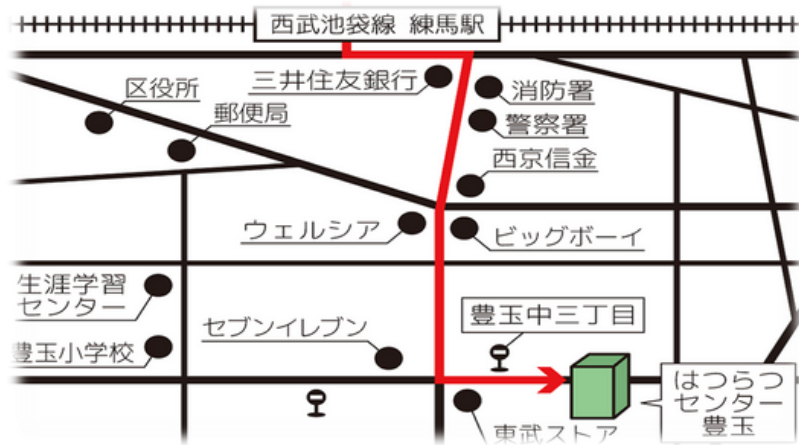 西武池袋線 練馬駅
三井住友銀行
消防署
区役所
郵便局
警察署
西京信金
ウェルシア
ビッグボーイ
生涯学習
センター
豊玉中三丁目
セブンイレブン
豊玉小学校
はつらつ
センター
豊玉
東武ストア